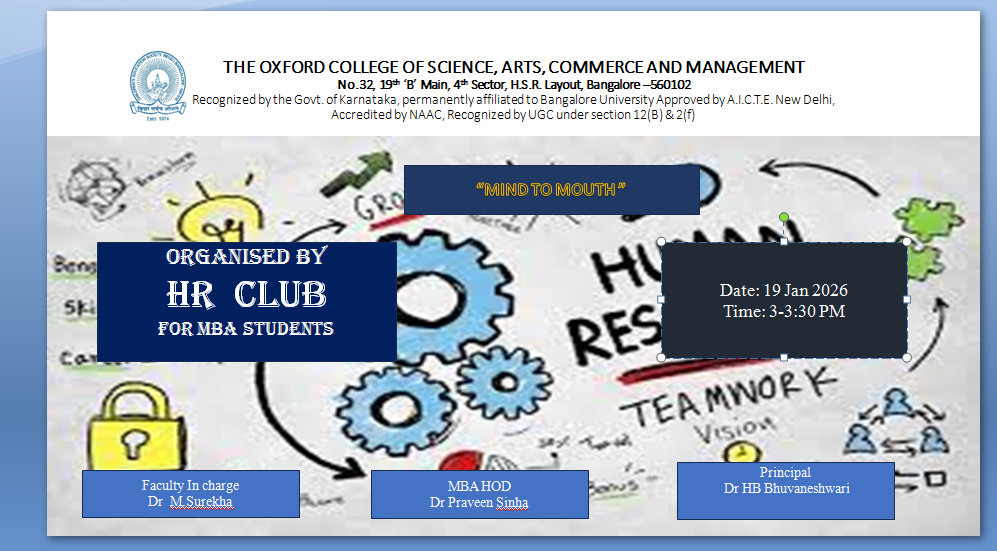 THE OXFORD COLLEGE OF SCIENCE, ARTS, COMMERCE AND MANAGEMENT
No.32, 19th ‘B’ Main, 4th Sector, H.S.R. Layout, Bangalore –560102
Recognized by the Govt. of Karnataka, permanently affiliated to Bangalore University Approved by A.I.C.T.E. New Delhi,
Accredited by NAAC, Recognized by UGC under section 12(B) & 2(f)
Estd. 1974
“MIND TO MOUTH”
ORGANISED BY
HR CLUB
FOR MBA STUDENTS
Date: 19 Jan 2026
Time: 3-3:30 PM
HUMAN
RES
TEAMWORK
Vision
Faculty In charge
Dr M.Surekha
MBA HOD
Dr Praveen Sinha
Principal
Dr HB Bhuvaneshwari